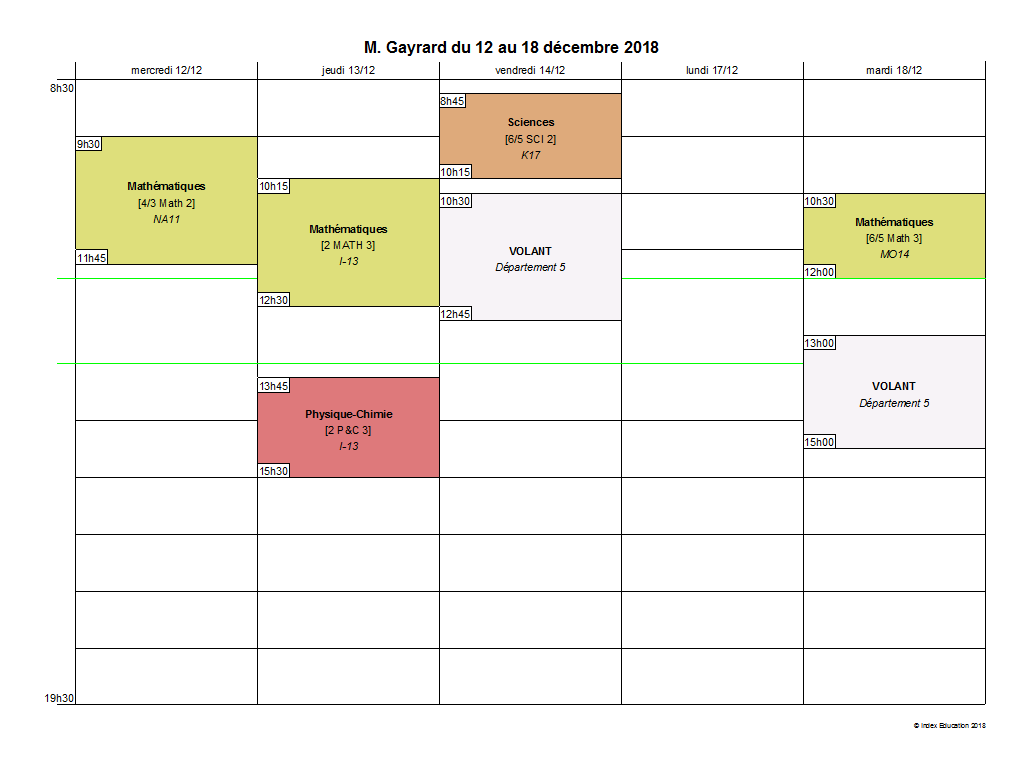 M. Gayrard du 12 au 18 décembre 2018
mercredi 12/12
jeudi 13/12
vendredi 14/12
lundi 17/12
mardi 18/12
8h30
9h30
Mathématiques
[4/3 Math 2]
NA11
11h45
10h15
Mathématiques
[2 MATH 3]
I-13
12h30
13h45
Physique-Chimie
[2 P&C 3]
I-13
15h30
8h45
Sciences
[6/5 SCI 2]
K17
10h15
10h30
VOLANT
Département 5
12h45
10h30
Mathématiques
[6/5 Math 3]
MO14
12h00
13h00
VOLANT
Département 5
15h00
19h30
© Index Education 2018